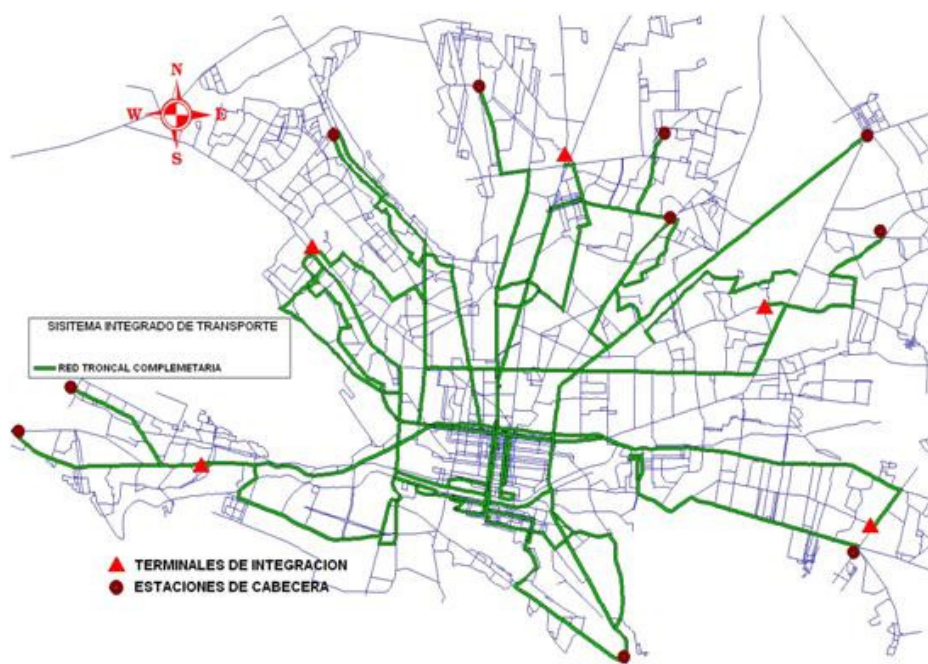 N
W E
S
SISITEMA INTEGRADO DE TRANSPORTE
RED TRONCAL COMPLEMETARIA
TERMINALES DE INTEGRACION
ESTACIONES DE CABECERA